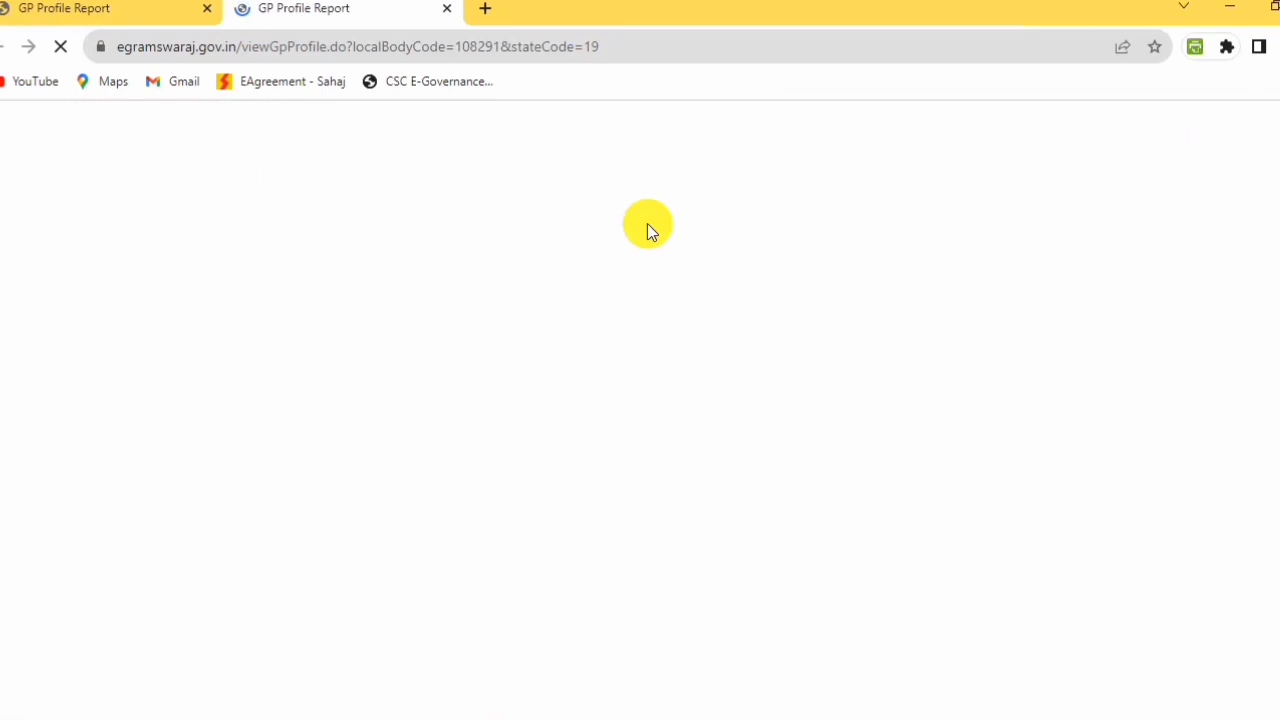 GP Profile Report GP Profile Report
egramswaraj.gov.in/viewGpProfile.do?localBodyCode=108291&stateCode=19
YouTube Maps Gmail EAgreement - Sahaj CSC E-Governance...